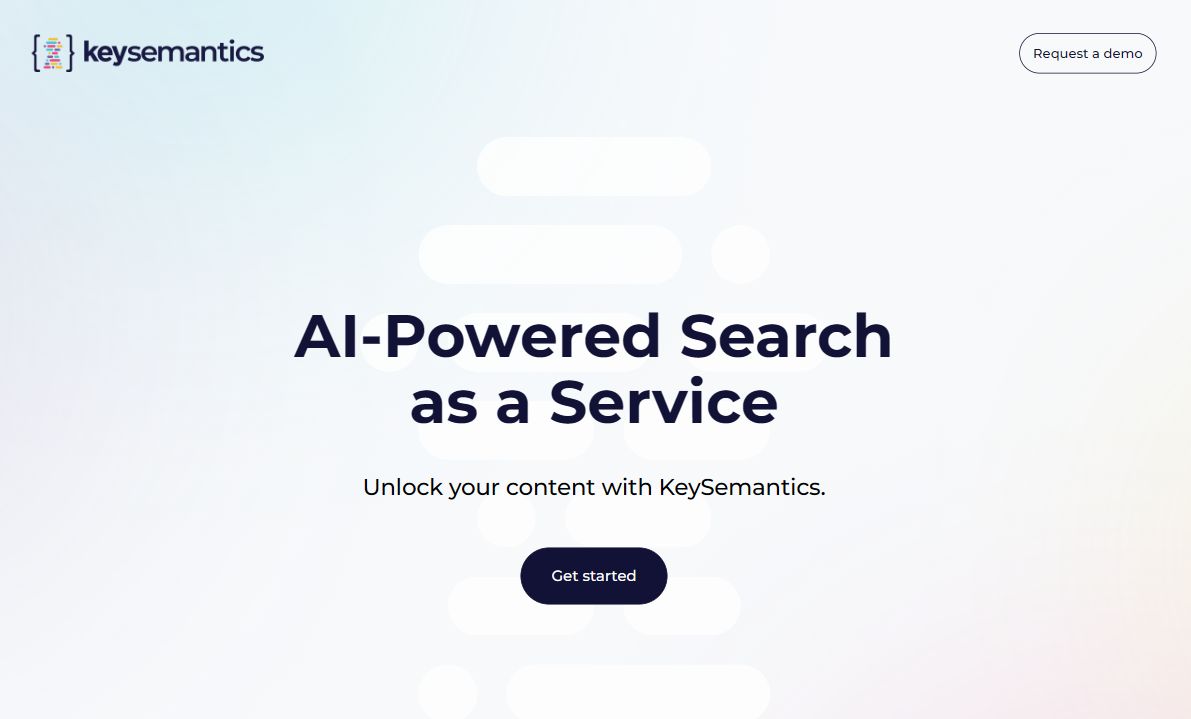 keysemantics
Request a demo
AI-Powered Search
as a Service
Unlock your content with KeySemantics.
Get started